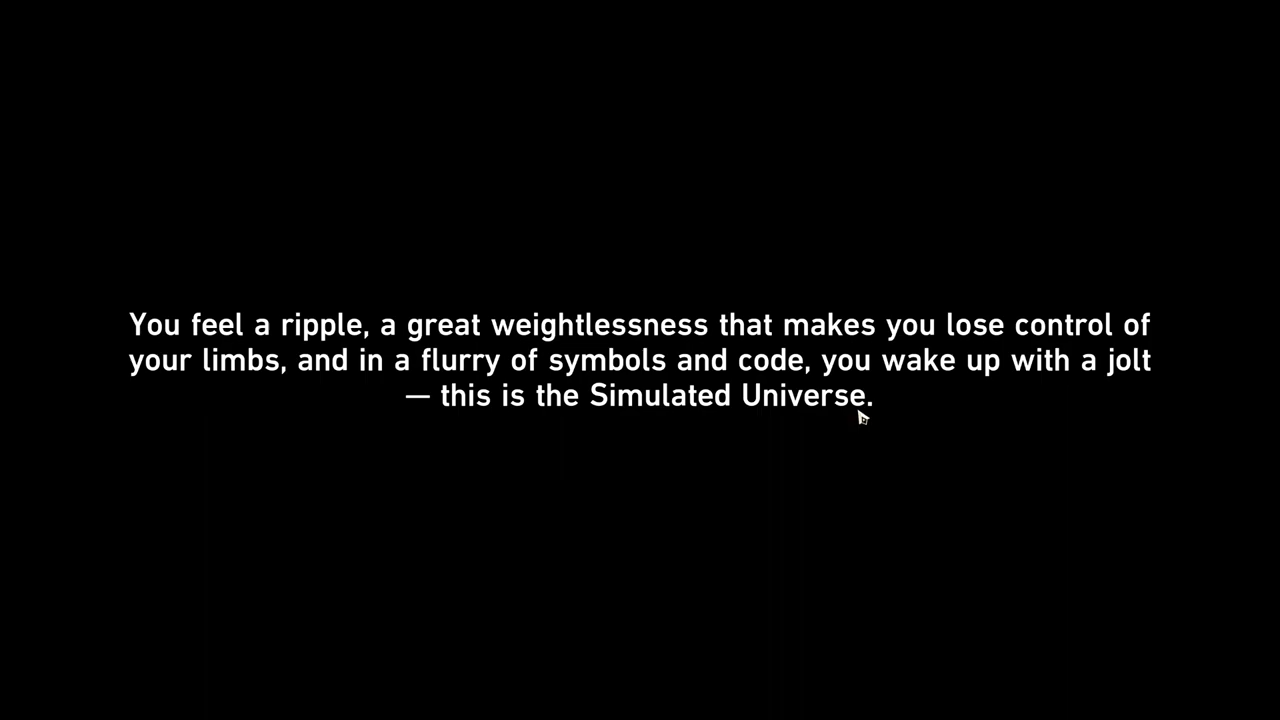 You feel a ripple, a great weightlessness that makes you lose control of
your limbs, and in a flurry of symbols and code, you wake up with a jolt
— this is the Simulated Universe.